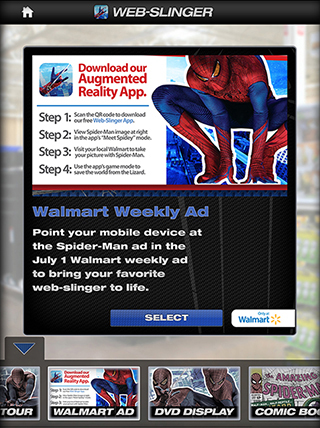 WEB-SLINGER
Download our
Augmented
Reality App.
Step 1: Scan the QR code to download
our free Web-Slinger App.
Step 2: View Spider-Man image at right
in the app's "Meet Spidey" mode.
Step 3: Visit your local Walmart to take
your picture with Spider-Man.
Step 4: Use the app's game mode to
save the world from the Lizard.
Walmart Weekly Ad
Point your mobile device at
the Spider-Man ad in the
July 1 Walmart weekly ad
to bring your favorite
web-slinger to life.
SELECT
Only at
Walmart
TOUR
Download our
Augmented
Reality App.
WALMART AD
DVD DISPLAY
AMAZING
COMIC BOO